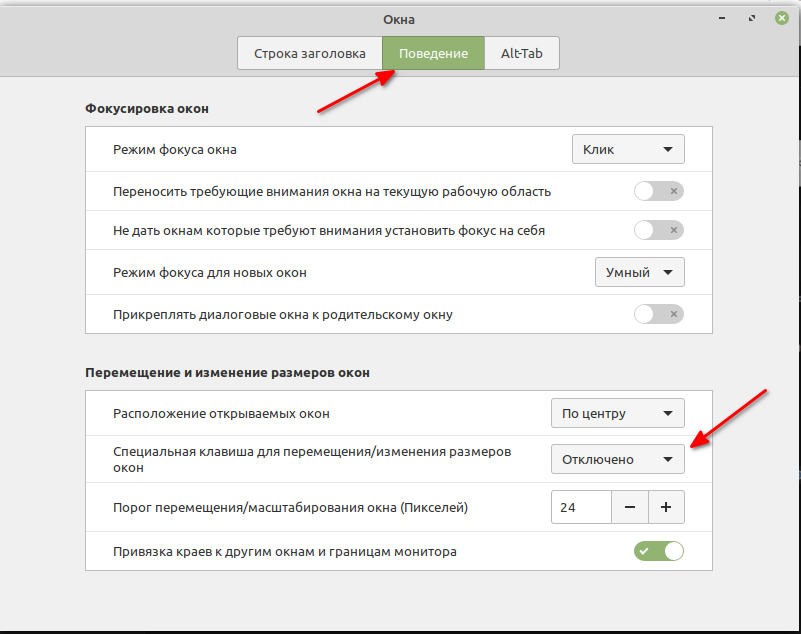 Окна
Строка заголовка
Поведение
Alt-Tab
Фокусировка окон
Режим фокуса окна
Клик
Переносить требующие внимания окна на текущую рабочую область
Не дать окнам которые требуют внимания установить фокус на себя
Режим фокуса для новых окон
Умный
Прикреплять диалоговые окна к родительскому окну
Перемещение и изменение размеров окон
Расположение открываемых окон
По центру
Специальная клавиша для перемещения/изменения размеров
окон
Отключено
Порог перемещения/масштабирования окна (Пикселей)
24
Привязка краев к другим окнам и границам монитора